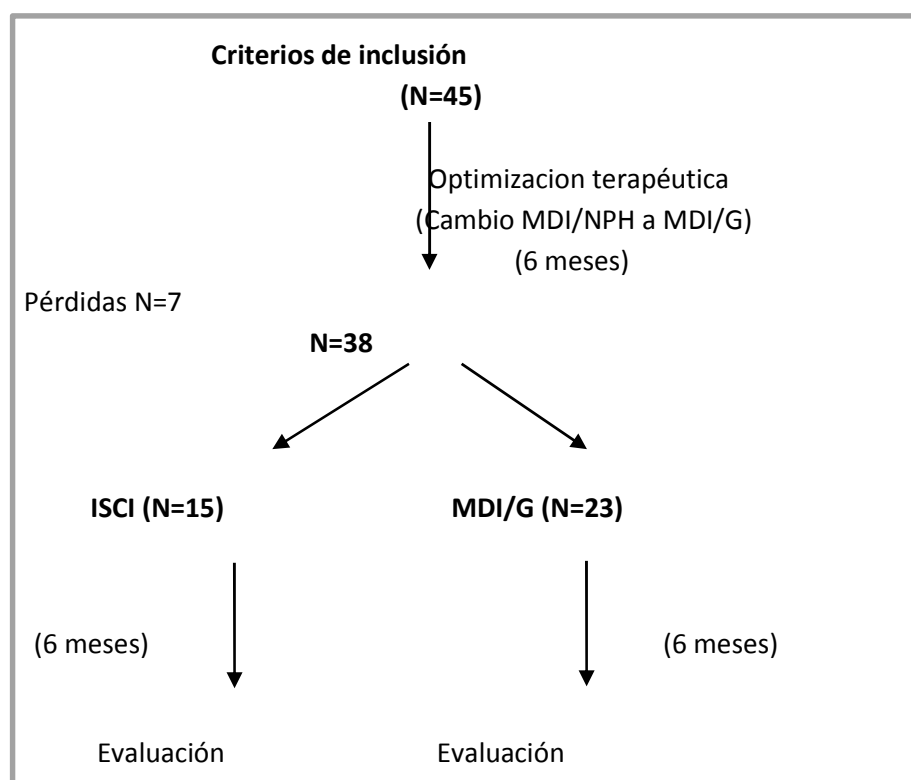 Criterios de inclusión
(N=45)
Optimizacion terapéutica
(Cambio MDI/NPH a MDI/G)
(6 meses)
Pérdidas N=7
N=38
ISCI (N=15)
MDI/G (N=23)
(6 meses)
(6 meses)
Evaluación
Evaluación